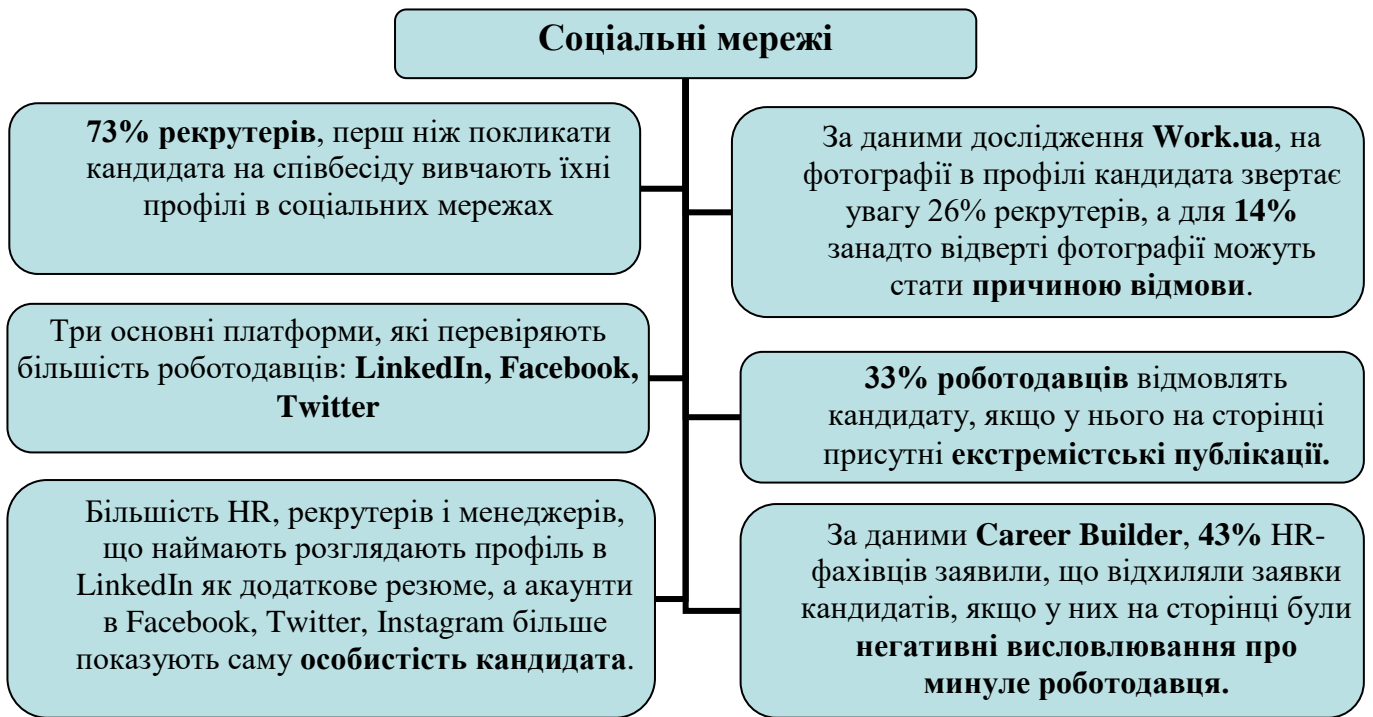 Соціальні мережі
73% рекрутерів, перш ніж покликати
кандидата на співбесіду вивчають їхні
профілі в соціальних мережах
За даними дослідження Work.ua, на
фотографії в профілі кандидата звертає
увагу 26% рекрутерів, а для 14%
занадто відверті фотографії можуть
стати причиною відмови.
Три основні платформи, які перевіряють
більшість роботодавців: LinkedIn, Facebook,
Twitter
33% роботодавців відмовлять
кандидату, якщо у нього на сторінці
присутні екстремістські публікації.
Більшість HR, рекрутерів і менеджерів,
що наймають розглядають профіль в
LinkedIn як додаткове резюме, а акаунти
в Facebook, Twitter, Instagram більше
показують саму особистість кандидата.
За даними Career Builder, 43% HR-
фахівців заявили, що відхиляли заявки
кандидатів, якщо у них на сторінці були
негативні висловлювання про
минуле роботодавця.